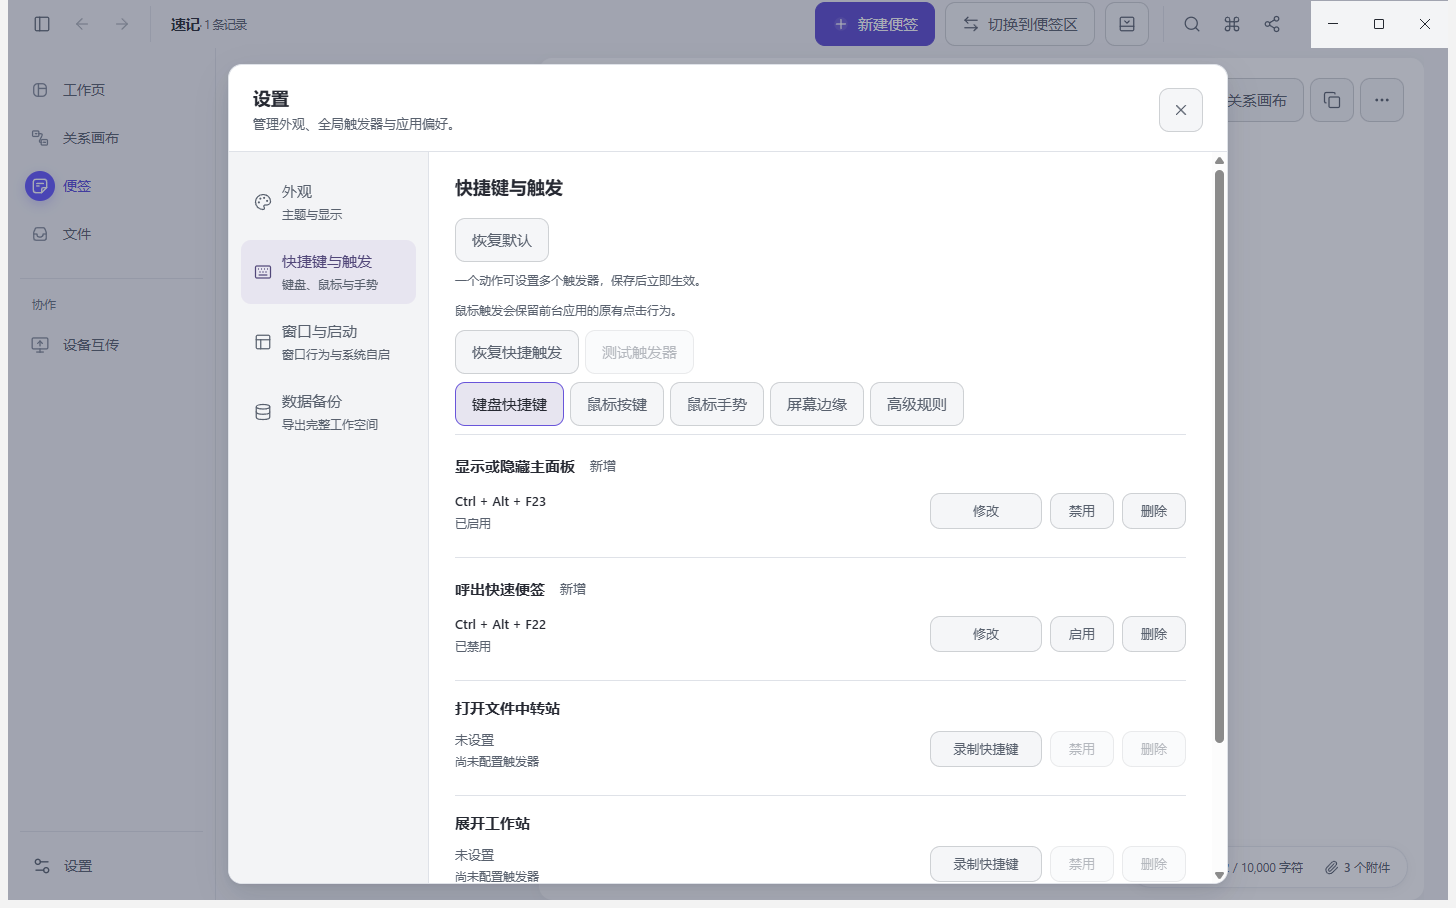 速记 1 条记录
新建便签
切换到便签区
工作页
关系画布
便签
文件
协作
设备互传
设置
关系画布
设置
管理外观、全局触发器与应用偏好。
外观
主题与显示
快捷键与触发
键盘、鼠标与手势
窗口与启动
窗口行为与系统自启
数据备份
导出完整工作空间
快捷键与触发
恢复默认
一个动作可设置多个触发器，保存后立即生效。
鼠标触发会保留前台应用的原有点击行为。
恢复快捷触发 测试触发器
键盘快捷键 鼠标按键 鼠标手势 屏幕边缘 高级规则
显示或隐藏主面板 新增
Ctrl + Alt + F23
已启用
修改 禁用 删除
呼出快速便签 新增
Ctrl + Alt + F22
已禁用
修改 启用 删除
打开文件中转站
未设置
尚未配置触发器
录制快捷键 禁用 删除
展开工作站
未设置
尚未配置触发器
录制快捷键 禁用 删除
/ 10,000 字符 3 个附件